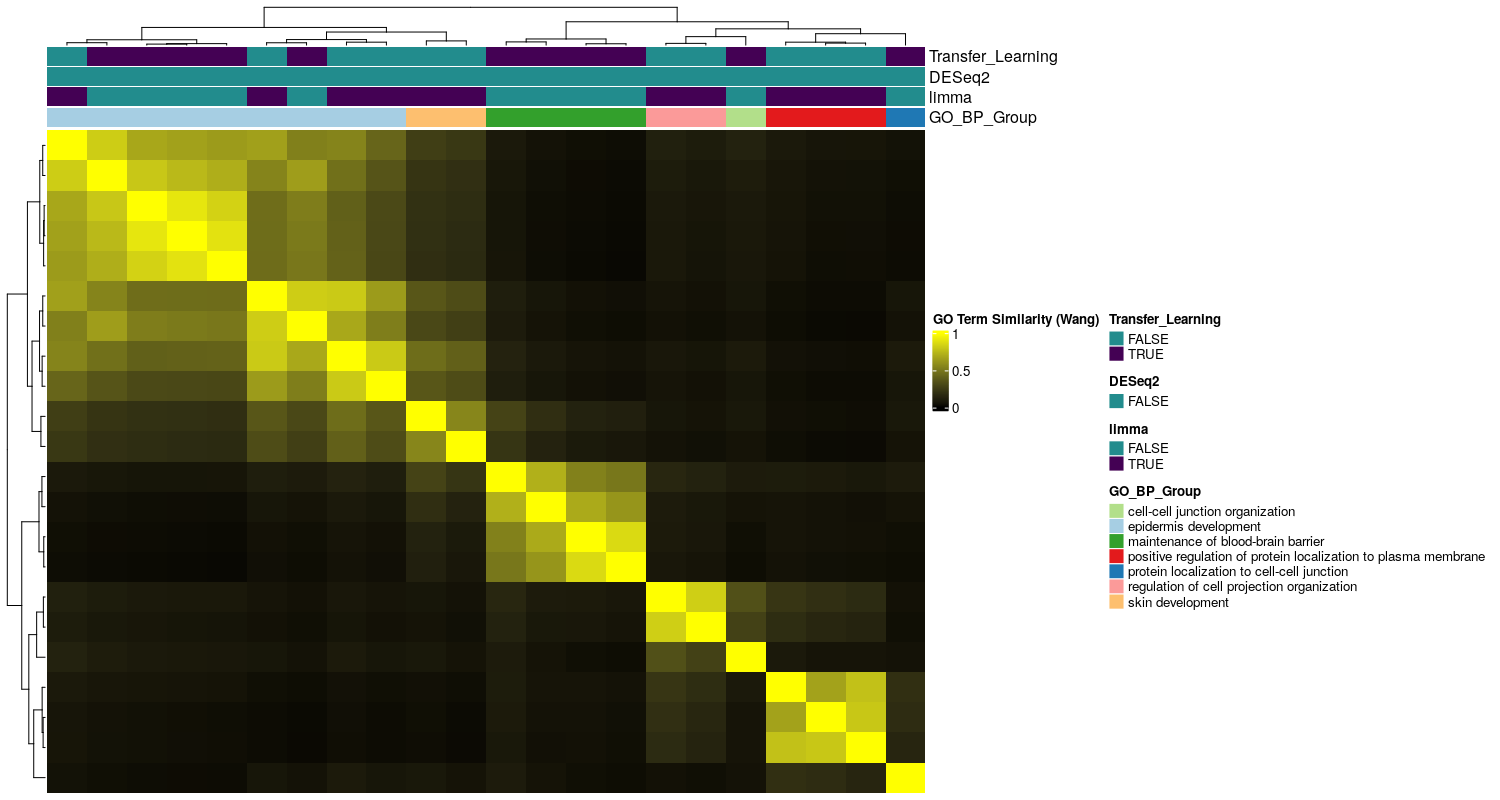 Transfer_Learning
DESeq2
limma
GO_BP_Group
GO Term Similarity (Wang)
1
0.5
0
Transfer_Learning
FALSE
TRUE
DESeq2
FALSE
limma
FALSE
TRUE
GO_BP_Group
cell-cell junction organization
epidermis development
maintenance of blood-brain barrier
positive regulation of protein localization to plasma membrane
protein localization to cell-cell junction
regulation of cell projection organization
skin development